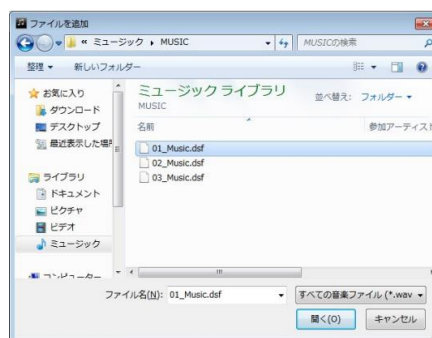 ファイルを追加
« ミュージック ▸ MUSIC
MUSICの検索
整理 ▾ 新しいフォルダー
お気に入り
ダウンロード
デスクトップ
最近表示した場所
ライブラリ
ドキュメント
ピクチャ
ビデオ
ミュージック
コンピューター
ミュージック ライブラリ
MUSIC
並べ替え: フォルダー ▾
名前
参加アーティス
01_Music.dsf
02_Music.dsf
03_Music.dsf
ファイル名(N): 01_Music.dsf
すべての音楽ファイル (*.wav
開く(O)
キャンセル